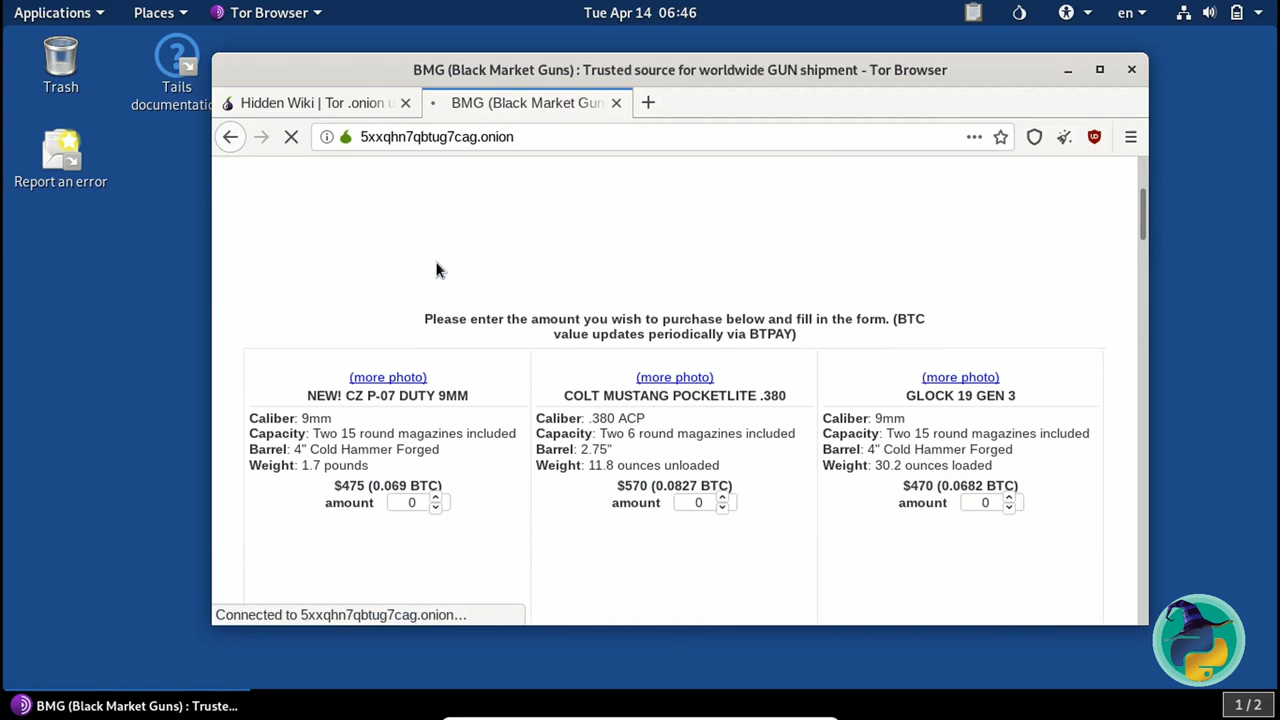 Applications Places Tor Browser Tue Apr 14 06:46 en
Trash
Tails
documentatio
Report an error
BMG (Black Market Guns) : Trusted source for worldwide GUN shipment - Tor Browser
Hidden Wiki | Tor .onion u BMG (Black Market Gun
5xxqhn7qbtug7cag.onion
Please enter the amount you wish to purchase below and fill in the form. (BTC
value updates periodically via BTPAY)
(more photo) (more photo) (more photo)
NEW! CZ P-07 DUTY 9MM COLT MUSTANG POCKETLITE .380 GLOCK 19 GEN 3
Caliber: 9mm Caliber: .380 ACP Caliber: 9mm
Capacity: Two 15 round magazines included Capacity: Two 6 round magazines included Capacity: Two 15 round magazines included
Barrel: 4" Cold Hammer Forged Barrel: 2.75" Barrel: 4" Cold Hammer Forged
Weight: 1.7 pounds Weight: 11.8 ounces unloaded Weight: 30.2 ounces loaded
$475 (0.069 BTC) $570 (0.0827 BTC) $470 (0.0682 BTC)
amount 0 amount 0 amount 0
Connected to 5xxqhn7qbtug7cag.onion…
BMG (Black Market Guns) : Truste... 1 / 2